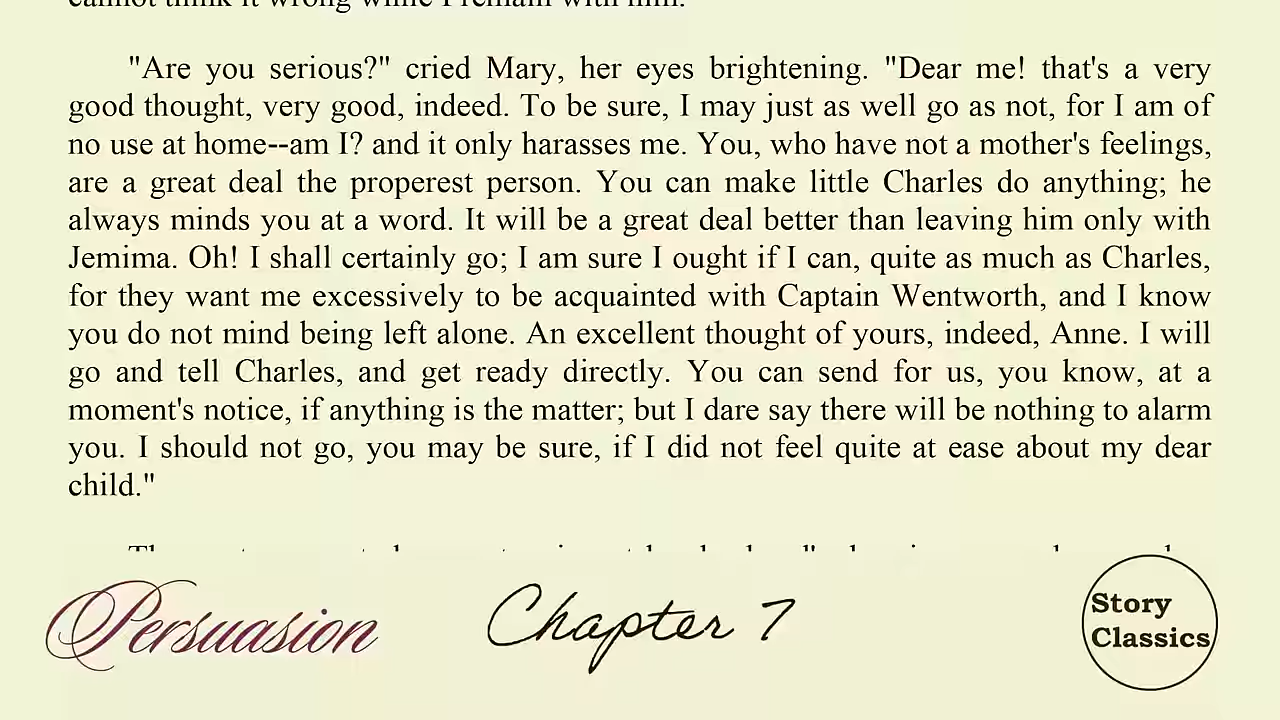 cannot think it wrong while I remain with him."
"Are you serious?" cried Mary, her eyes brightening. "Dear me! that's a very
good thought, very good, indeed. To be sure, I may just as well go as not, for I am of
no use at home--am I? and it only harasses me. You, who have not a mother's feelings,
are a great deal the properest person. You can make little Charles do anything; he
always minds you at a word. It will be a great deal better than leaving him only with
Jemima. Oh! I shall certainly go; I am sure I ought if I can, quite as much as Charles,
for they want me excessively to be acquainted with Captain Wentworth, and I know
you do not mind being left alone. An excellent thought of yours, indeed, Anne. I will
go and tell Charles, and get ready directly. You can send for us, you know, at a
moment's notice, if anything is the matter; but I dare say there will be nothing to alarm
you. I should not go, you may be sure, if I did not feel quite at ease about my dear
child."
Persuasion
Chapter 7
Story
Classics